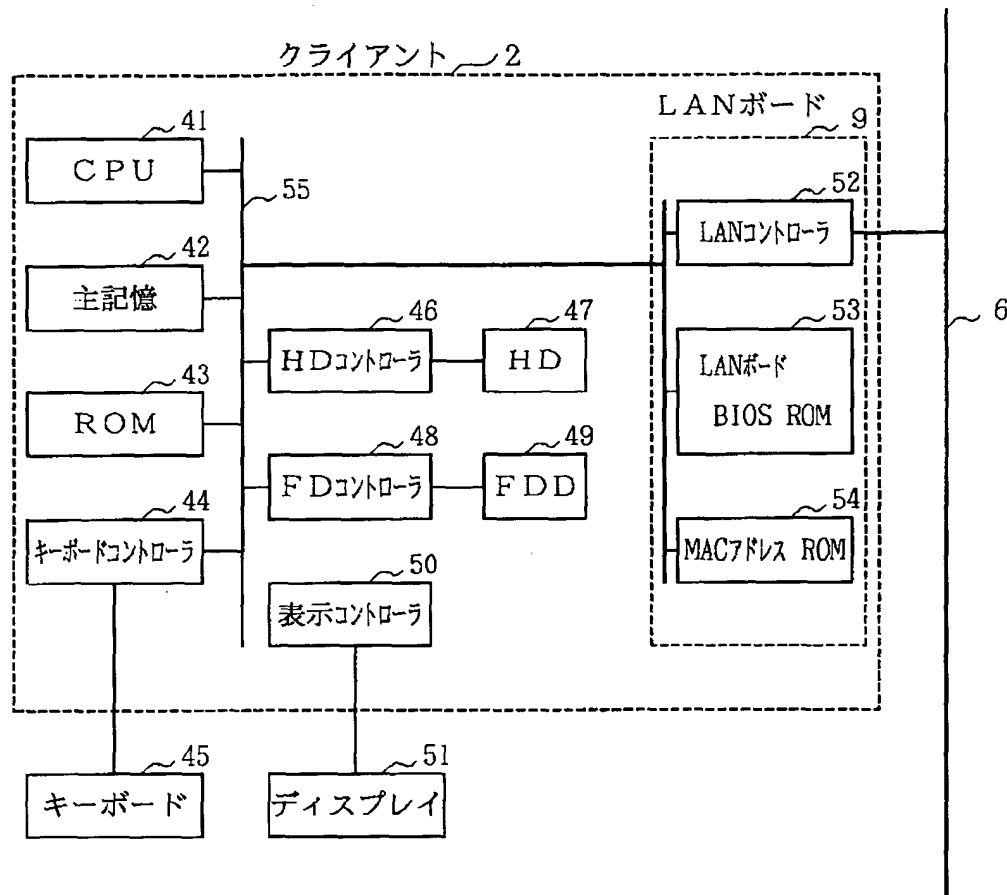 クライアント 2
LANボード
9
41
CPU
55
52
LANコントローラ
42
主記憶
46
HDコントローラ
47
HD
6
53
LANボード
BIOS ROM
43
ROM
48
FDコントローラ
49
FDD
44
キーボードコントローラ
54
MACアドレス ROM
50
表示コントローラ
45
キーボード
51
ディスプレイ